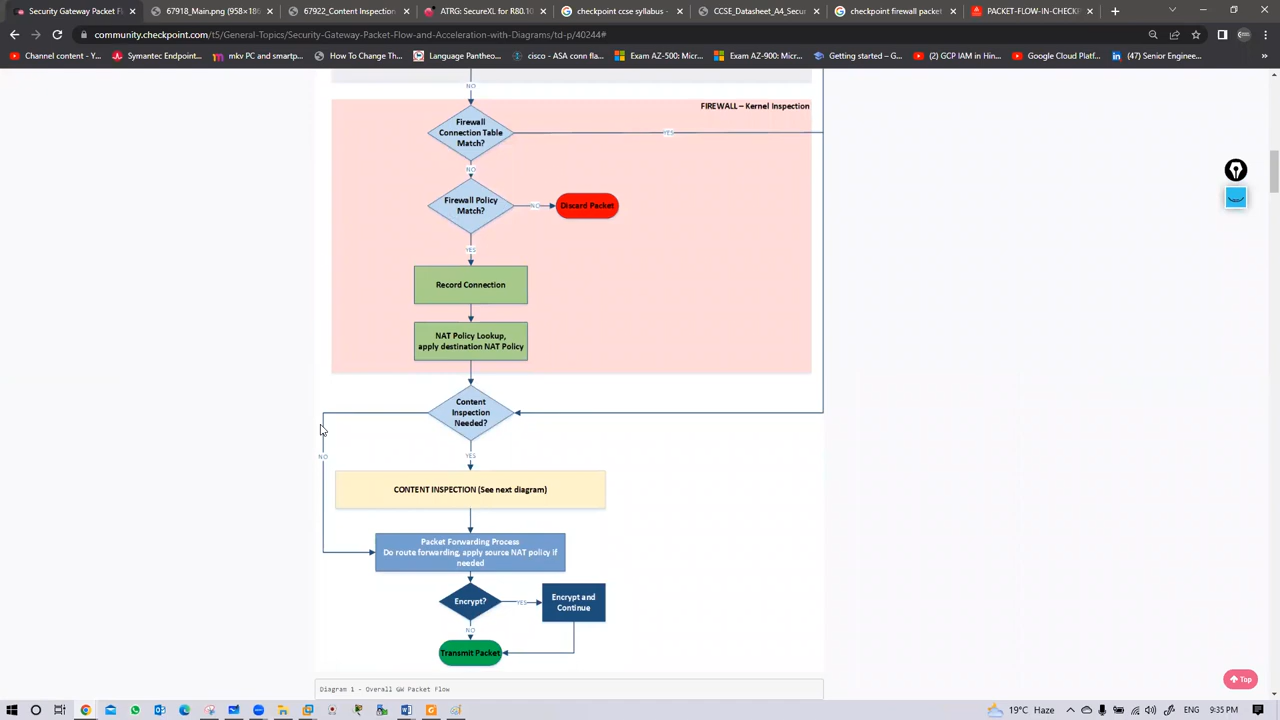 Security Gateway Packet Fl
67918_Main.png (958×186
67922_Connection%20Pa
ATRG: SecureXL for R80.10
checkpoint ccse syllabus -
CCSE_Datasheet_A4_Secu
checkpoint firewall packet
PACKET-FLOW-IN-CHECKP
community.checkpoint.com/t5/General-Topics/Security-Gateway-Packet-Flow-and-Acceleration-with-Diagrams/td-p/40244#
Channel content - Y...
Symantec Endpoint...
mkv PC and smartp...
How To Change Th...
Language Pantheo...
cisco - ASA conn fla...
Exam AZ-500: Micr...
Exam AZ-900: Micr...
Getting started - G...
(2) GCP IAM in Hin...
Google Cloud Platf...
(47) Senior Enginee...
NO
FIREWALL – Kernel Inspection
Firewall
Connection Table
Match?
YES
NO
Firewall Policy
Match?
NO
Discard Packet
YES
Record Connection
NAT Policy Lookup,
apply destination NAT Policy
Content
Inspection
Needed?
NO
YES
CONTENT INSPECTION (See next diagram)
Packet Forwarding Process
Do route forwarding, apply source NAT policy if
needed
Encrypt?
YES
Encrypt and
Continue
NO
Transmit Packet
Diagram 1 - Overall GW Packet Flow
Top
19°C Haze
ENG
9:35 PM